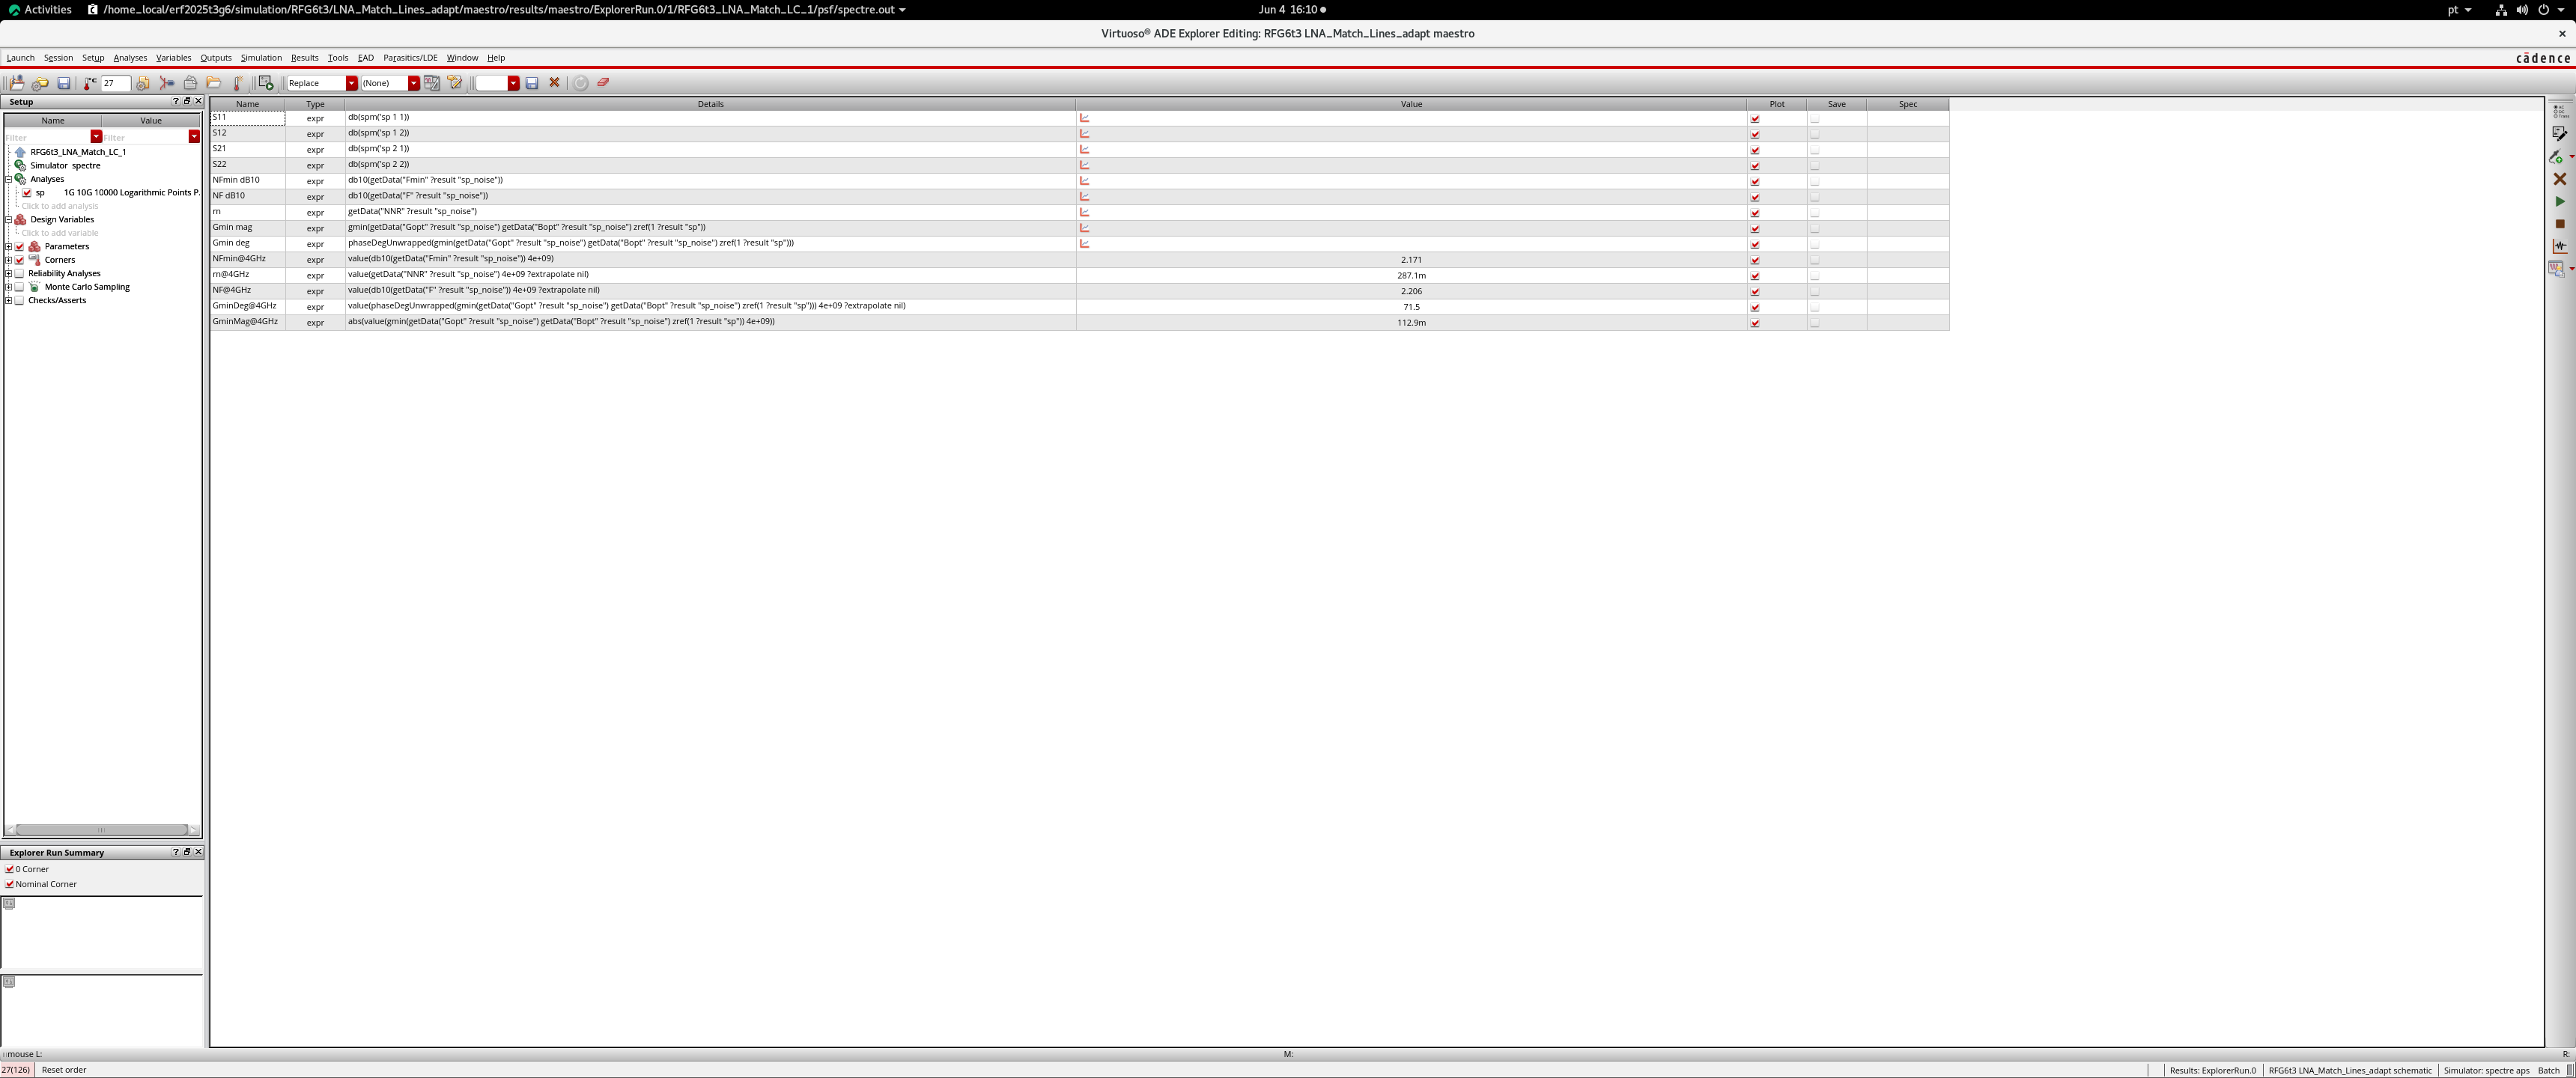 Activities /home_local/erf2025t3g6/simulation/RFG6t3/LNA_Match_Lines_adapt/maestro/results/maestro/ExplorerRun.0/1/RFG6t3_LNA_Match_LC_1/psf/spectre.out Jun 4 16:10 pt
Virtuoso® ADE Explorer Editing: RFG6t3 LNA_Match_Lines_adapt maestro
Launch Session Setup Analyses Variables Outputs Simulation Results Tools EAD Parasitics/LDE Window Help cādence
27 Replace (None)
Setup
Name Value
Filter Filter
RFG6t3_LNA_Match_LC_1
Simulator spectre
Analyses
sp 1G 10G 10000 Logarithmic Points P.
Click to add analysis
Design Variables
Click to add variable
Parameters
Corners
Reliability Analyses
Monte Carlo Sampling
Checks/Asserts
Name Type Details Value Plot Save Spec
S11 expr db(spm('sp 1 1))
S12 expr db(spm('sp 1 2))
S21 expr db(spm('sp 2 1))
S22 expr db(spm('sp 2 2))
NFmin dB10 expr db10(getData("Fmin" ?result "sp_noise"))
NF dB10 expr db10(getData("F" ?result "sp_noise"))
rn expr getData("NNR" ?result "sp_noise")
Gmin mag expr gmin(getData("Gopt" ?result "sp_noise") getData("Bopt" ?result "sp_noise") zref(1 ?result "sp"))
Gmin deg expr phaseDegUnwrapped(gmin(getData("Gopt" ?result "sp_noise") getData("Bopt" ?result "sp_noise") zref(1 ?result "sp")))
NFmin@4GHz expr value(db10(getData("Fmin" ?result "sp_noise")) 4e+09) 2.171
rn@4GHz expr value(getData("NNR" ?result "sp_noise") 4e+09 ?extrapolate nil) 287.1m
NF@4GHz expr value(db10(getData("F" ?result "sp_noise")) 4e+09 ?extrapolate nil) 2.206
GminDeg@4GHz expr value(phaseDegUnwrapped(gmin(getData("Gopt" ?result "sp_noise") getData("Bopt" ?result "sp_noise") zref(1 ?result "sp"))) 4e+09 ?extrapolate nil) 71.5
GminMag@4GHz expr abs(value(gmin(getData("Gopt" ?result "sp_noise") getData("Bopt" ?result "sp_noise") zref(1 ?result "sp")) 4e+09)) 112.9m
Explorer Run Summary
0 Corner
Nominal Corner
mouse L: M: R:
27(126) Reset order Results: ExplorerRun.0 RFG6t3 LNA_Match_Lines_adapt schematic Simulator: spectre aps Batch